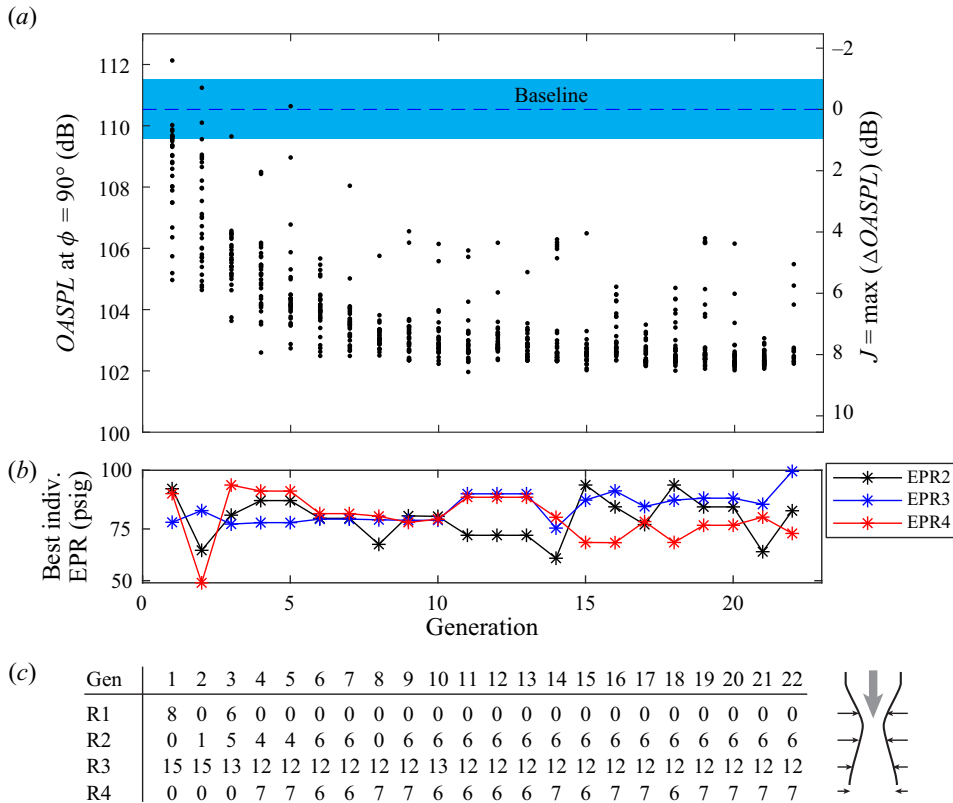 (a)
112
110
108
106
104
102
100
OASPL at ϕ = 90° (dB)
Baseline
–2
0
2
4
6
8
10
J = max (ΔOASPL) (dB)
(b)
100
75
50
Best indiv.
EPR (psig)
EPR2
EPR3
EPR4
0 5 10 15 20
Generation
(c)
Gen 1 2 3 4 5 6 7 8 9 10 11 12 13 14 15 16 17 18 19 20 21 22
R1 8 0 6 0 0 0 0 0 0 0 0 0 0 0 0 0 0 0 0 0 0 0
R2 0 1 5 4 4 6 6 0 6 6 6 6 6 6 6 6 6 6 6 6 6 6
R3 15 15 13 12 12 12 12 12 12 13 12 12 12 12 12 12 12 12 12 12 12 12
R4 0 0 0 7 7 6 6 7 6 6 7 7 7 6 7 6 7 6 7 7 7 7